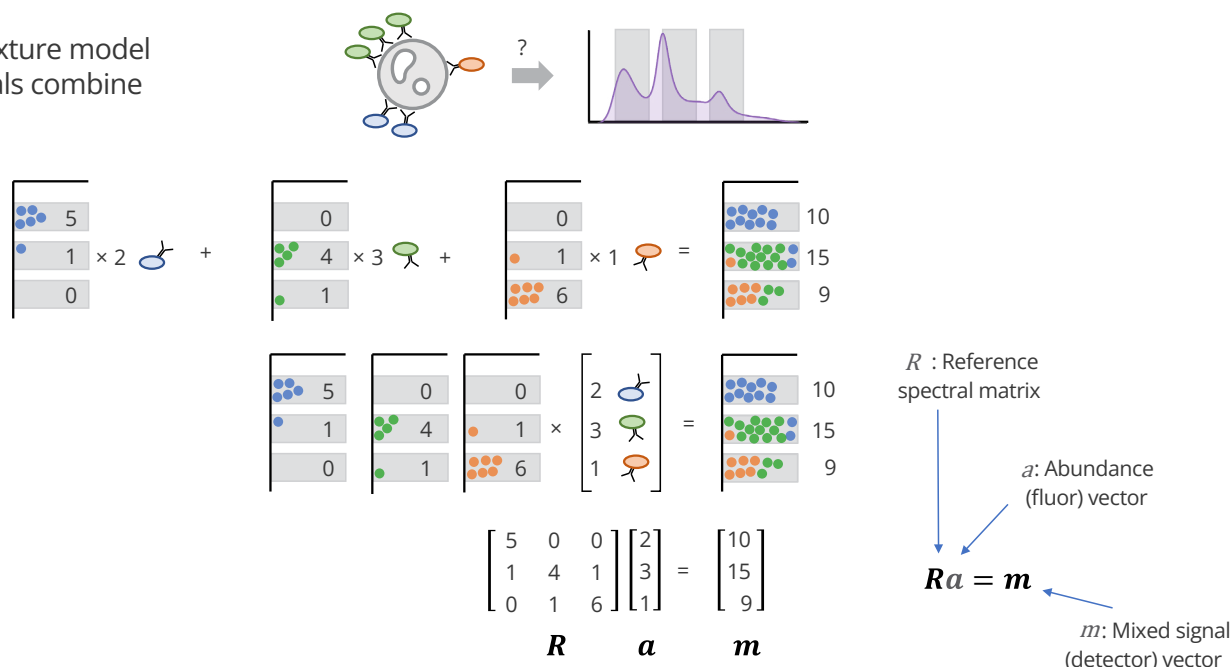 xture model
als combine
?
5
1 × 2 +
0
0
4 × 3 +
1
0
1 × 1 =
6
10
15
9
5 0 0 2 10
1 4 1 × 3 = 15
0 1 6 1 9
R : Reference
spectral matrix
a: Abundance
(fluor) vector
5 0 0 2 10
1 4 1 3 = 15
0 1 6 1 9
R a m
Ra = m
m: Mixed signal
(detector) vector